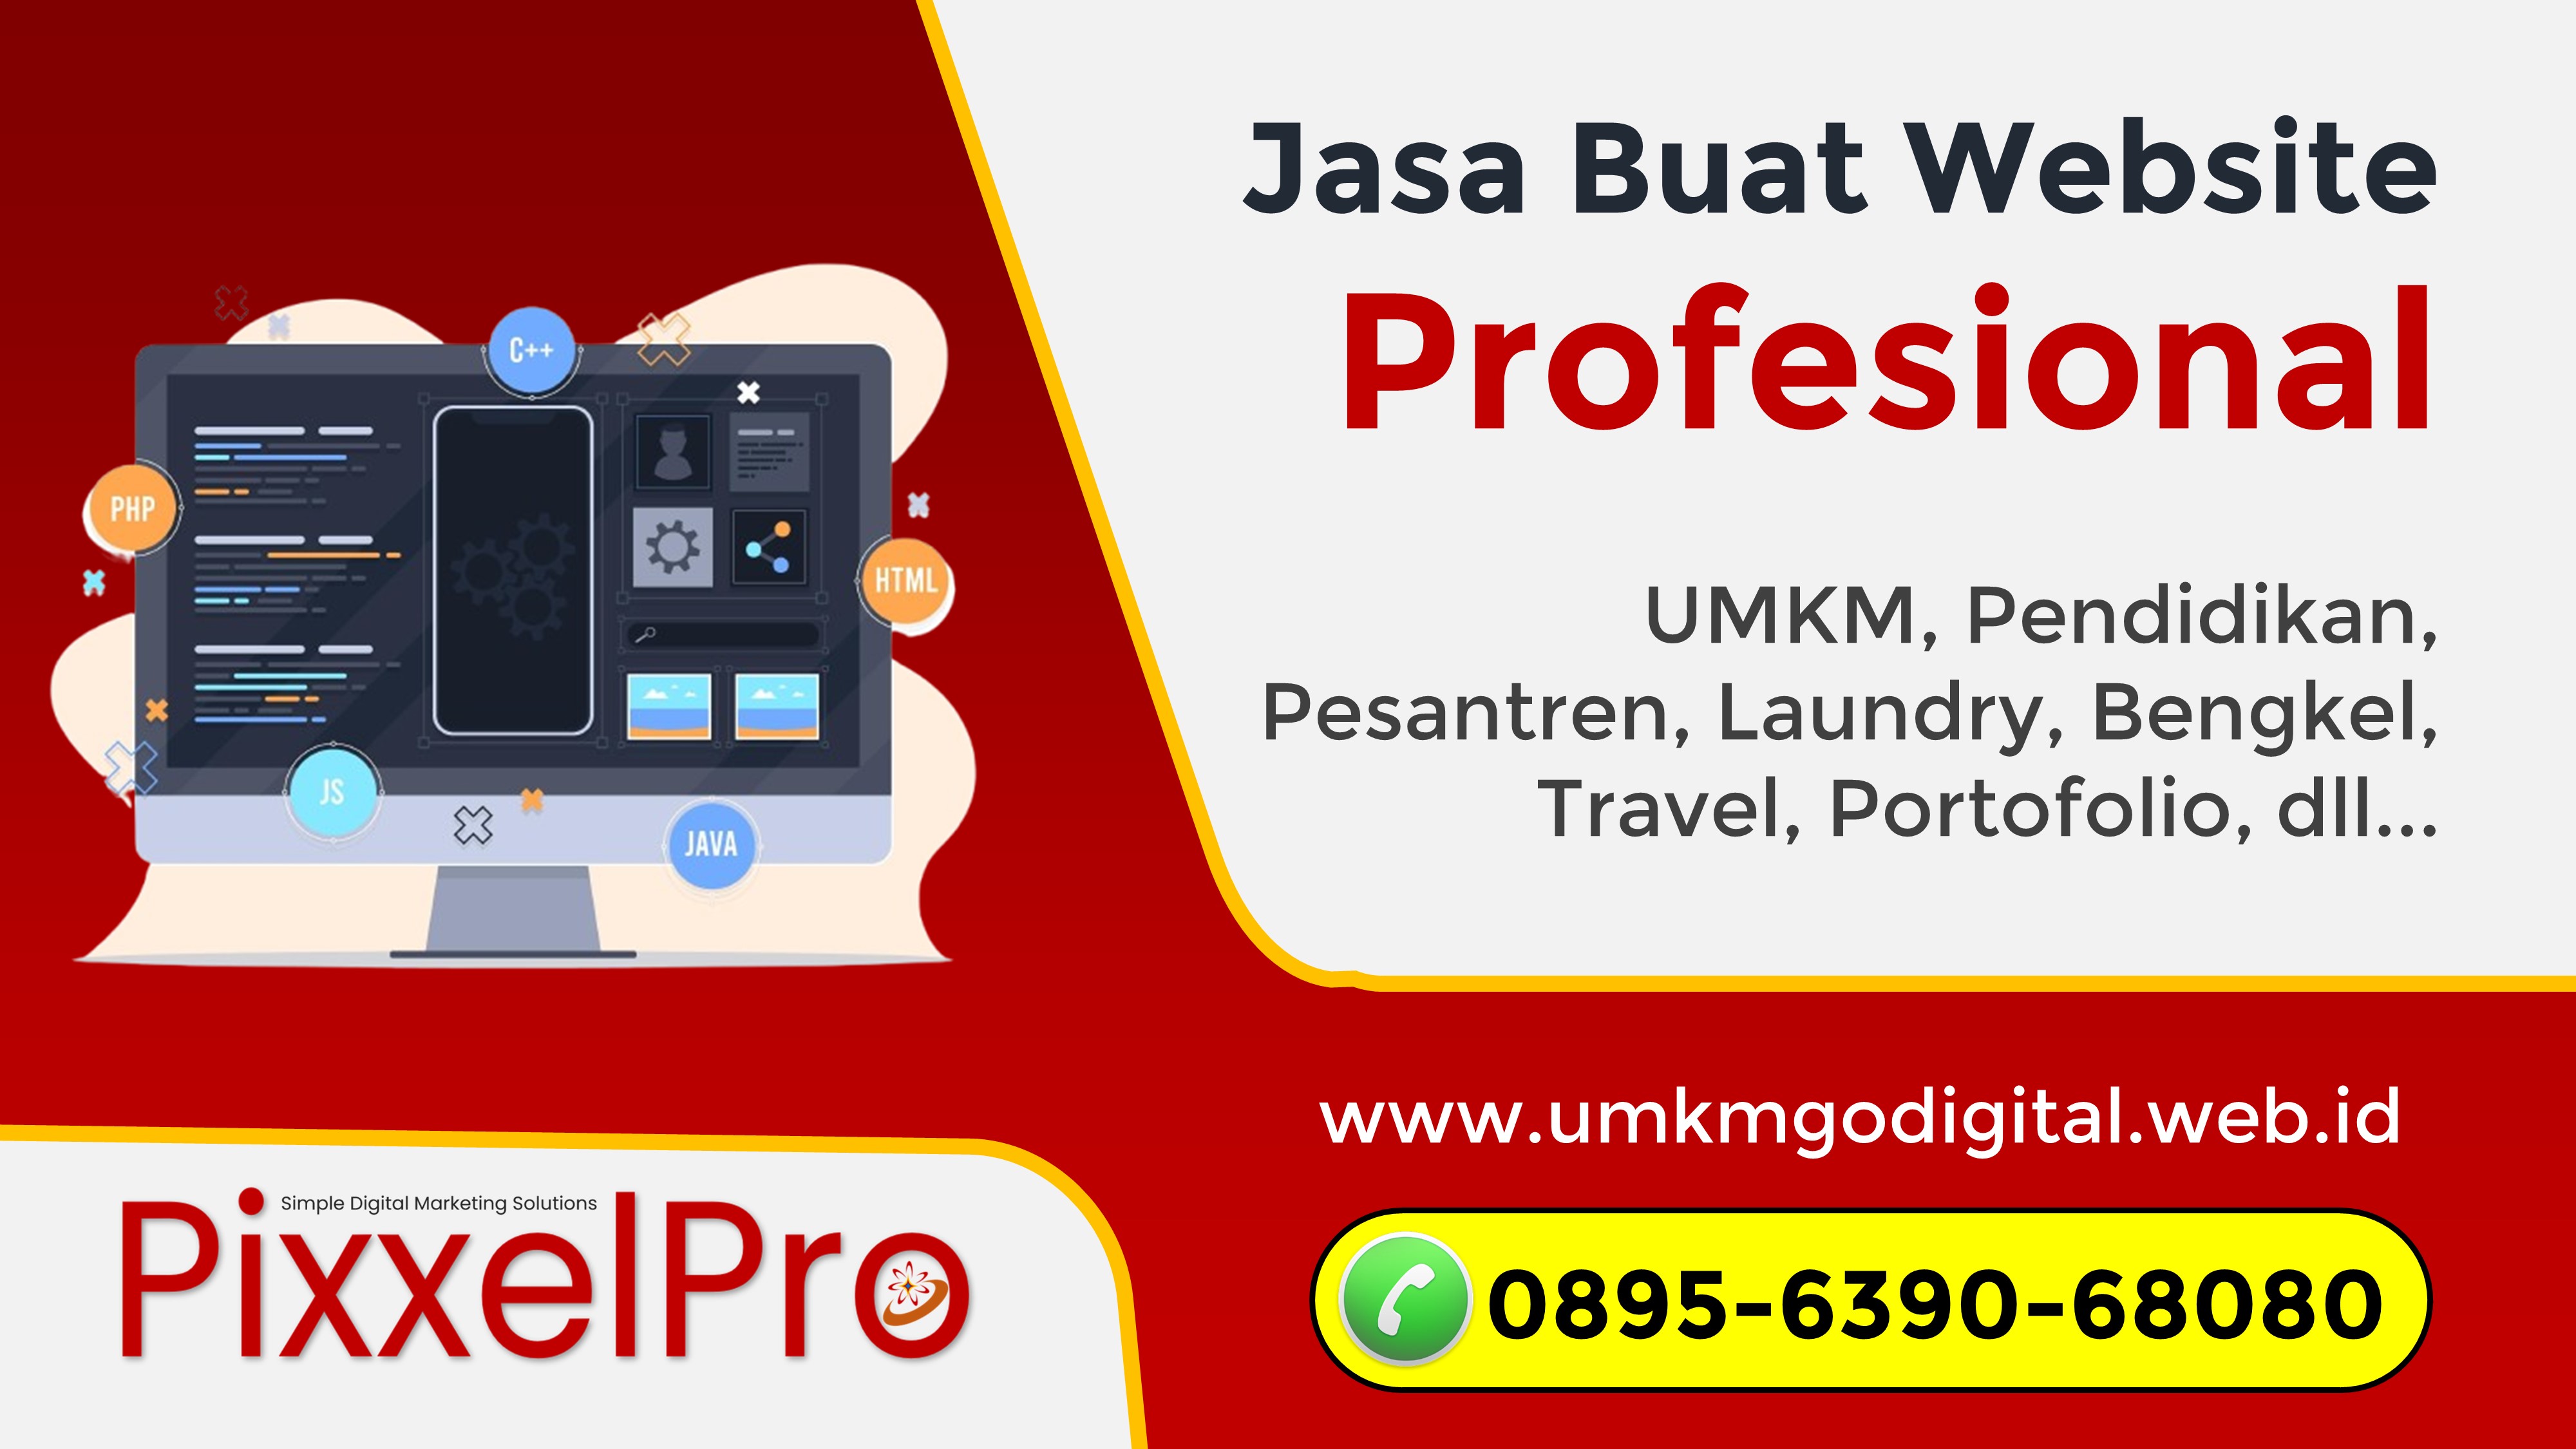 Jasa Buat Website
Profesional
C++
PHP
HTML
JS
JAVA
UMKM, Pendidikan,
Pesantren, Laundry, Bengkel,
Travel, Portofolio, dll...
www.umkmgodigital.web.id
Simple Digital Marketing Solutions
PixxelPro
0895-6390-68080